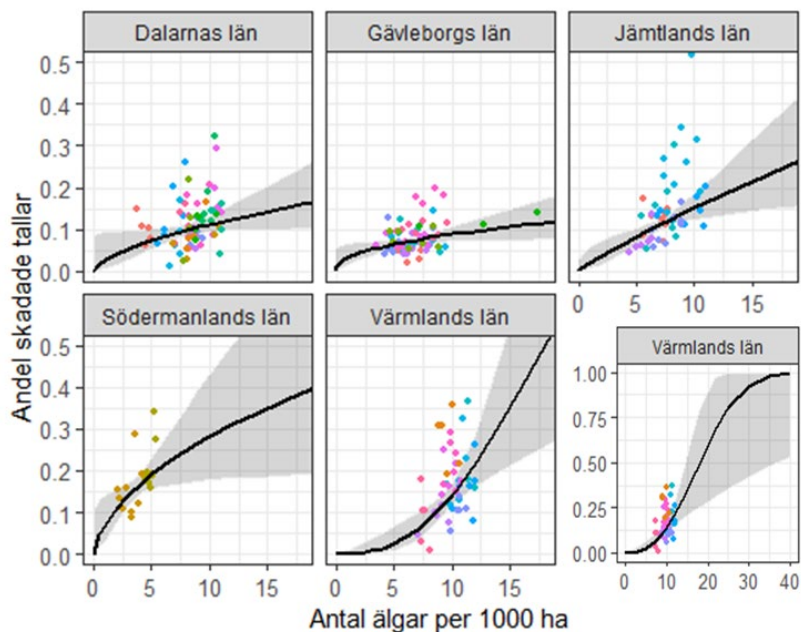 Dalarnas län
Gävleborgs län
Jämtlands län
0.5
0.4
0.3
0.2
0.1
0.0
0 5 10 15
Södermanlands län
Värmlands län
Värmlands län
0.5
0.4
0.3
0.2
0.1
0.0
1.00
0.75
0.50
0.25
0.00
0 5 10 15
0 5 10 15
0 10 20 30 40
Andel skadade tallar
Antal älgar per 1000 ha